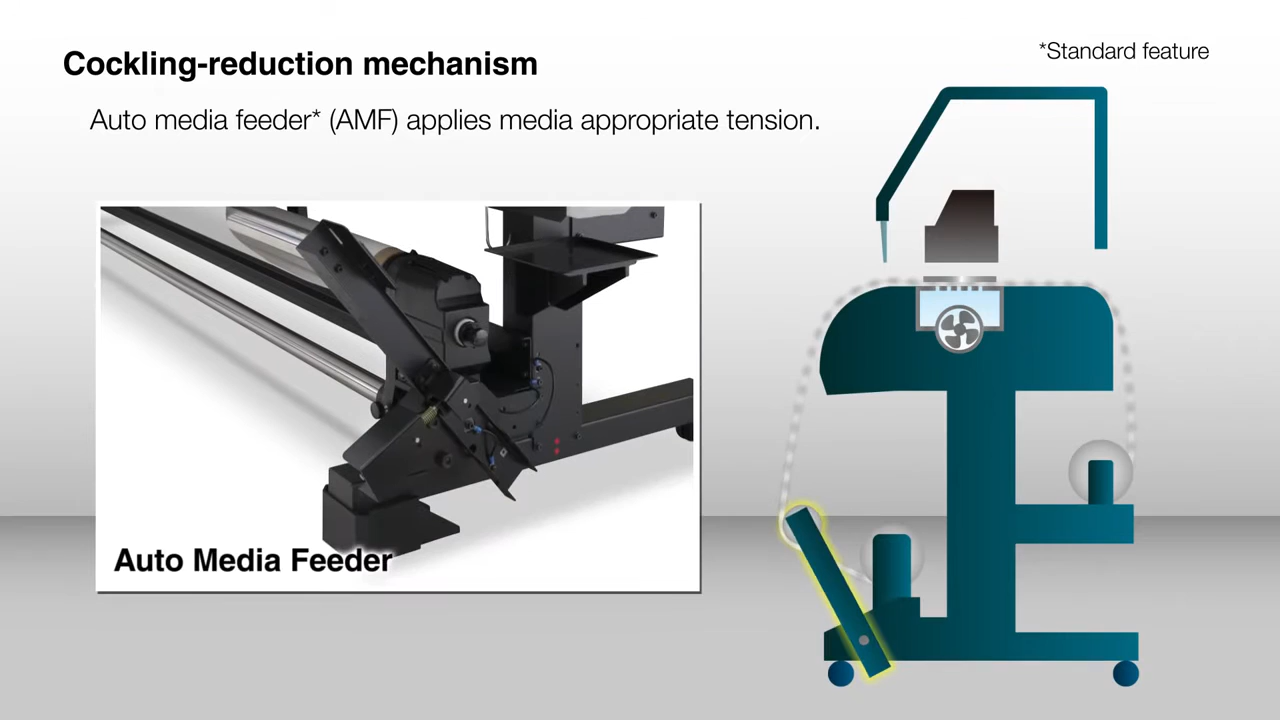 Cockling-reduction mechanism
*Standard feature
Auto media feeder* (AMF) applies media appropriate tension.
Auto Media Feeder